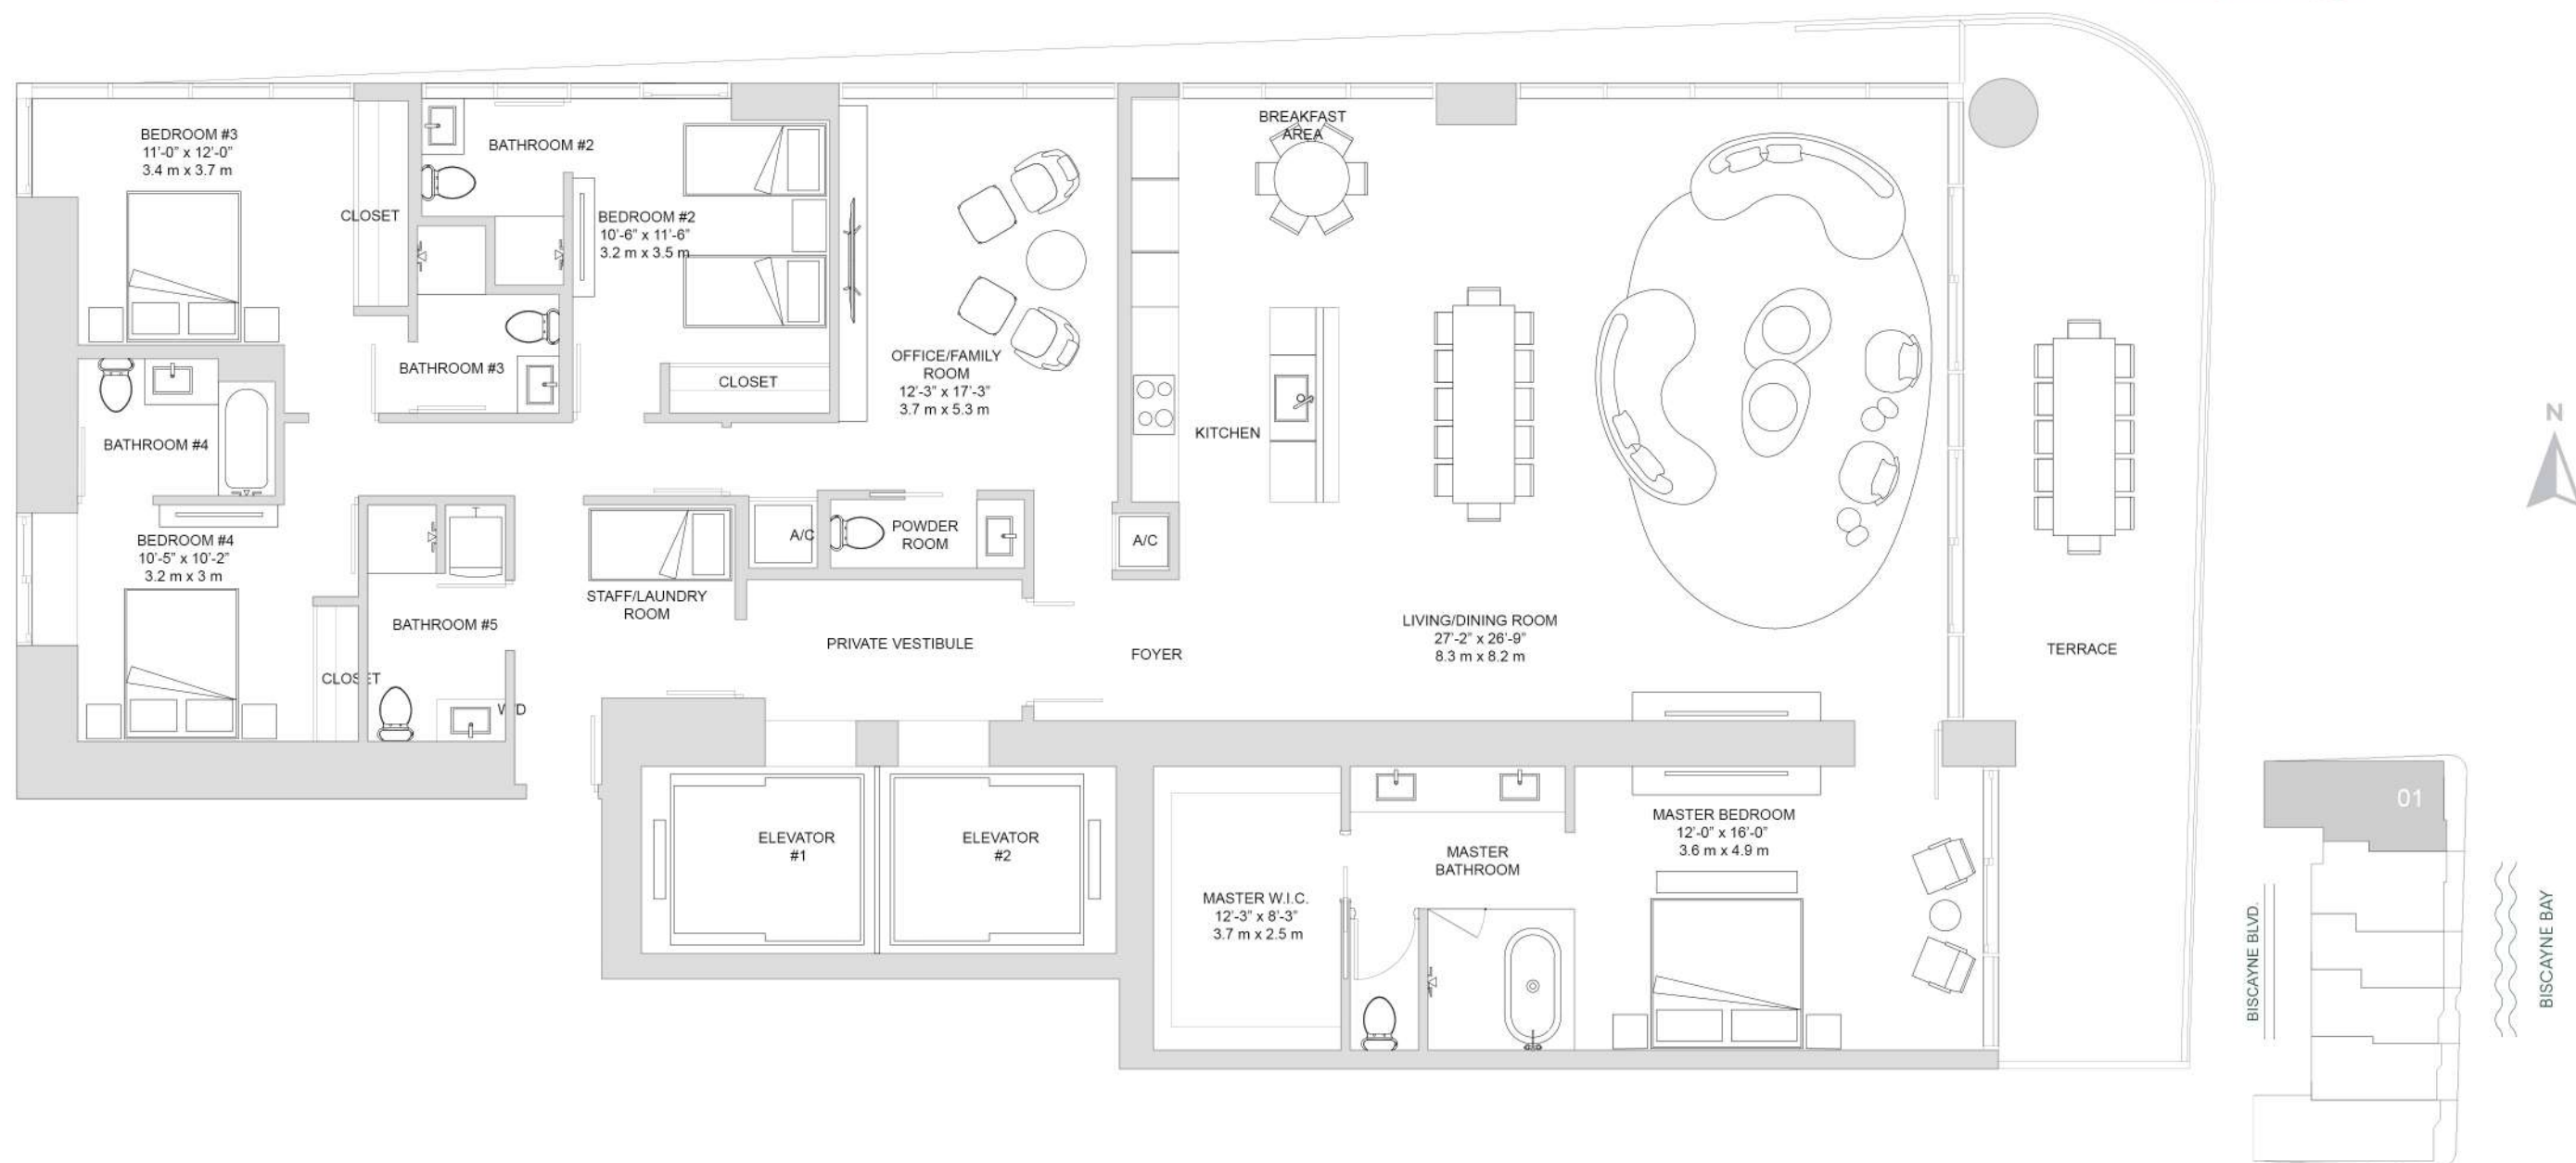 BEDROOM #3
11'-0" x 12'-0"
3.4 m x 3.7 m
CLOSET
BATHROOM #2
BEDROOM #2
10'-6" x 11'-6"
3.2 m x 3.5 m
BATHROOM #3
CLOSET
OFFICE/FAMILY
ROOM
12'-3" x 17'-3"
3.7 m x 5.3 m
BREAKFAST
AREA
KITCHEN
BATHROOM #4
BEDROOM #4
10'-5" x 10'-2"
3.2 m x 3 m
CLOSET
BATHROOM #5
W/D
STAFF/LAUNDRY
ROOM
A/C
POWDER
ROOM
A/C
PRIVATE VESTIBULE
FOYER
LIVING/DINING ROOM
27'-2" x 26'-9"
8.3 m x 8.2 m
TERRACE
ELEVATOR
#1
ELEVATOR
#2
MASTER W.I.C.
12'-3" x 8'-3"
3.7 m x 2.5 m
MASTER
BATHROOM
MASTER BEDROOM
12'-0" x 16'-0"
3.6 m x 4.9 m
N
01
BISCAYNE BLVD.
BISCAYNE BAY